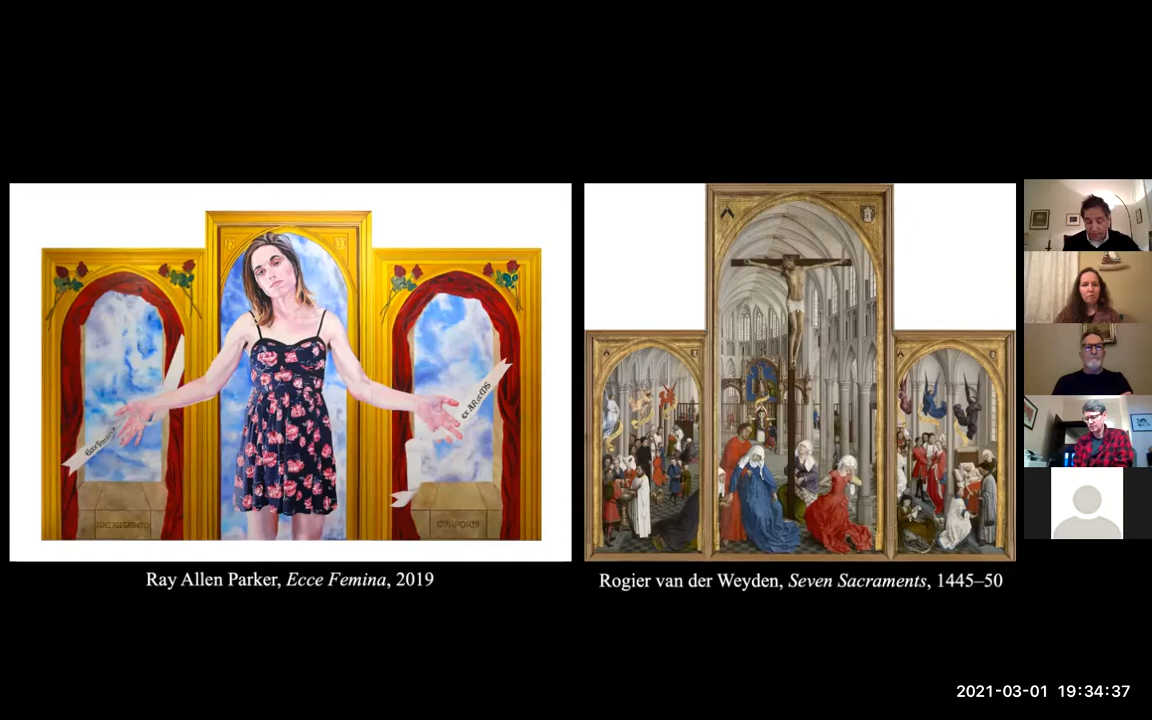 Ray Allen Parker, Ecce Femina, 2019
Rogier van der Weyden, Seven Sacraments, 1445–50
2021-03-01 19:34:37